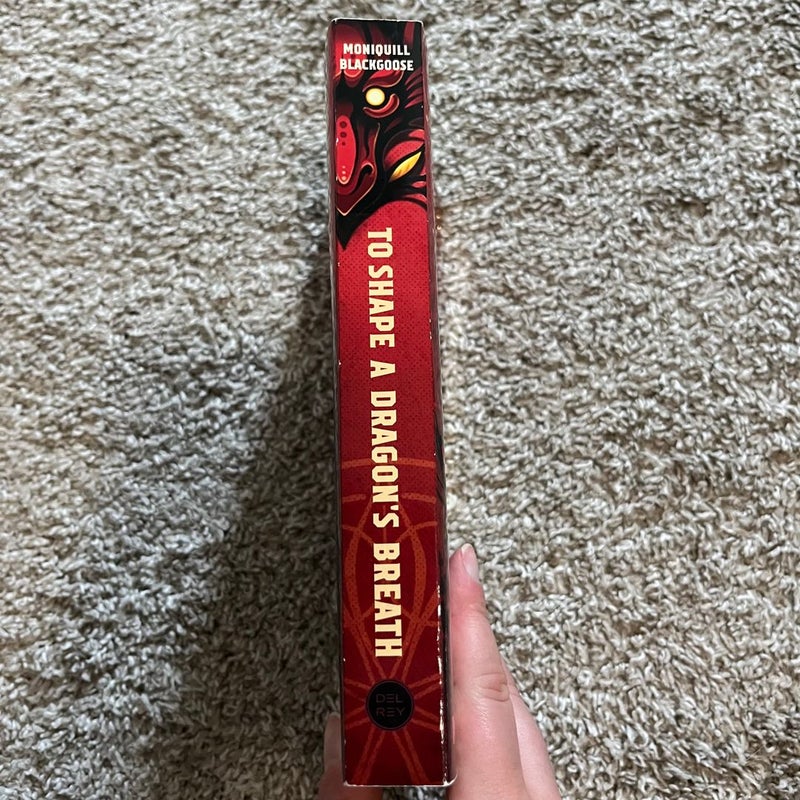 MONIQUILL
BLACKGOOSE
TO SHAPE A DRAGON'S BREATH
DEL
REY